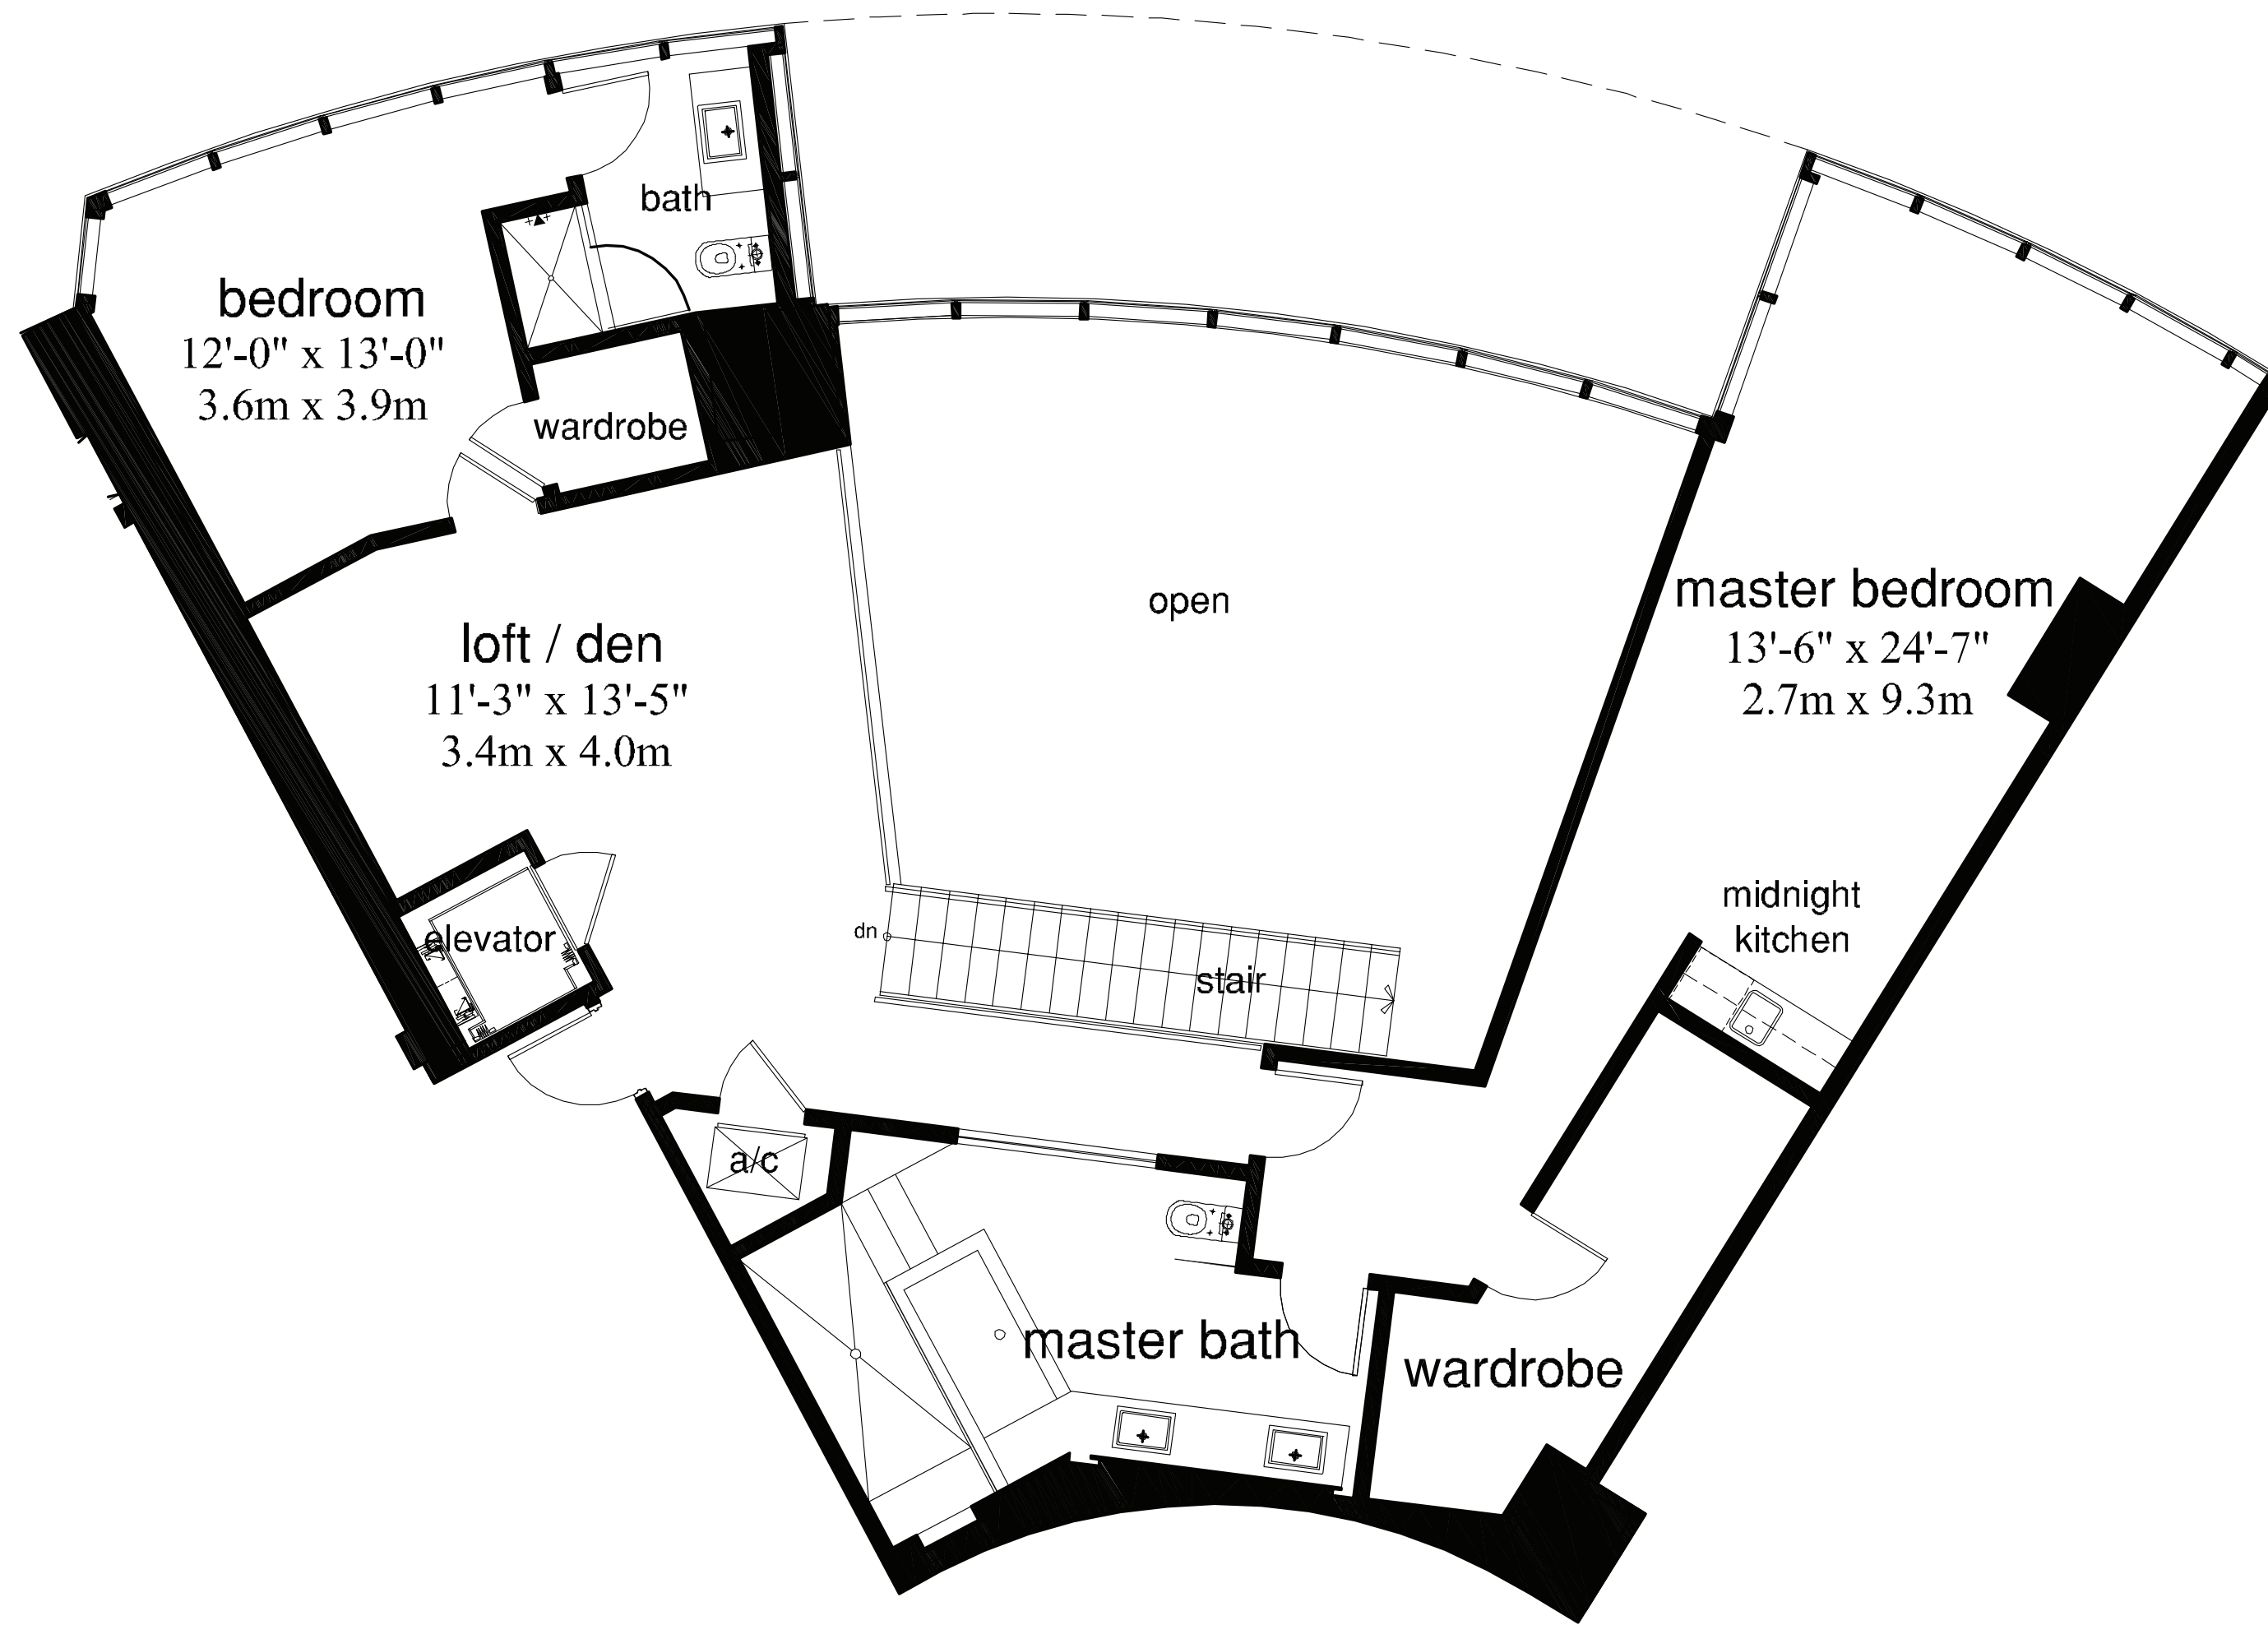 bath
bedroom
12'-0" x 13'-0"
3.6m x 3.9m
wardrobe
open
master bedroom
13'-6" x 24'-7"
2.7m x 9.3m
loft / den
11'-3" x 13'-5"
3.4m x 4.0m
midnight
kitchen
elevator
dn
stair
a/c
master bath
wardrobe